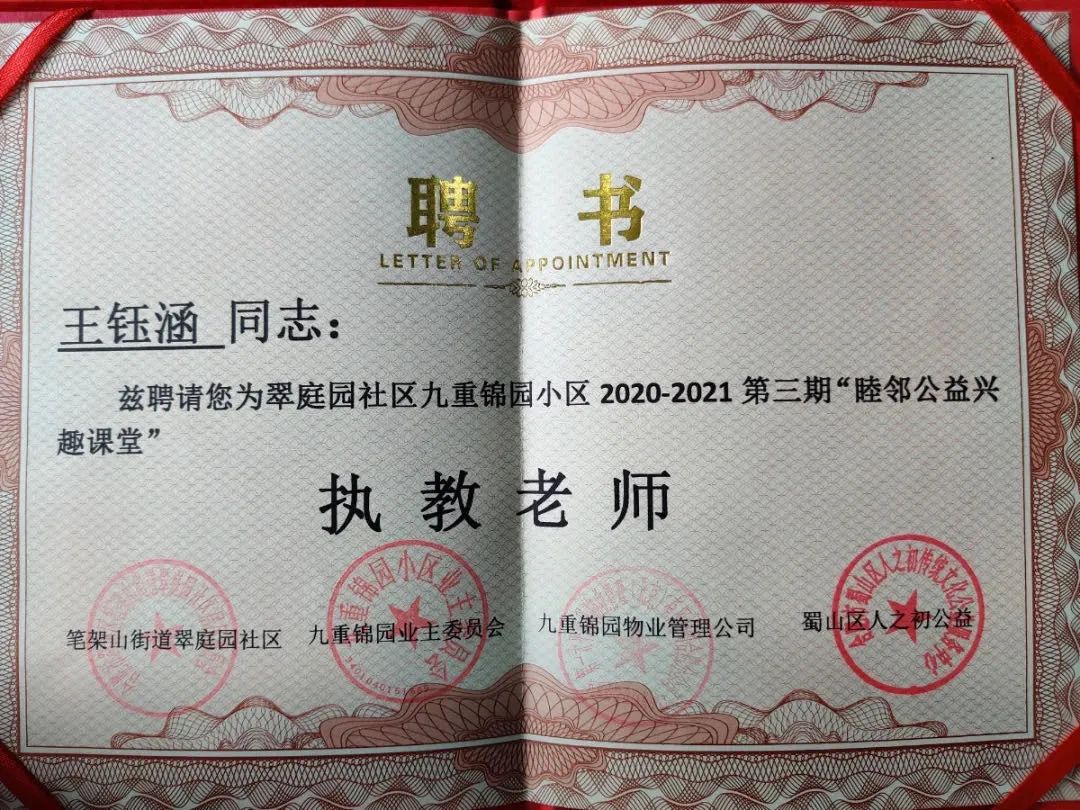 聘 书
LETTER OF APPOINTMENT
王钰涵 同志：
兹聘请您为翠庭园社区九重锦园小区 2020-2021 第三期“睦邻公益兴
趣课堂”
执教老师
笔架山街道翠庭园社区 九重锦园业主委员会 九重锦园物业管理公司 蜀山区人之初公益